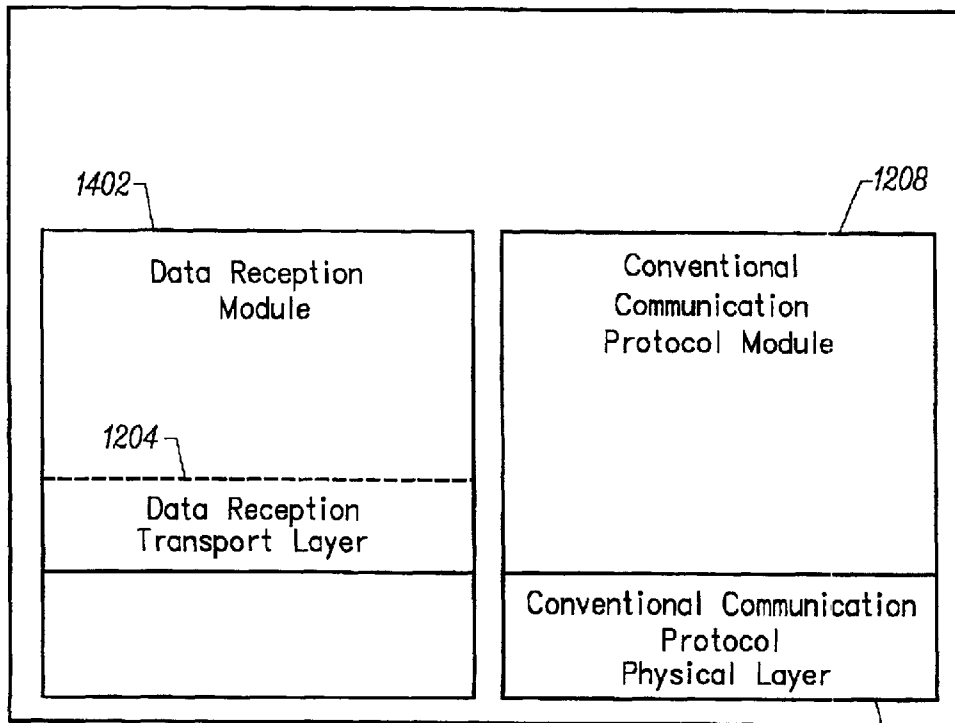 1402
1208
Data Reception
Module
Conventional
Communication
Protocol Module
1204
Data Reception
Transport Layer
Conventional Communication
Protocol
Physical Layer